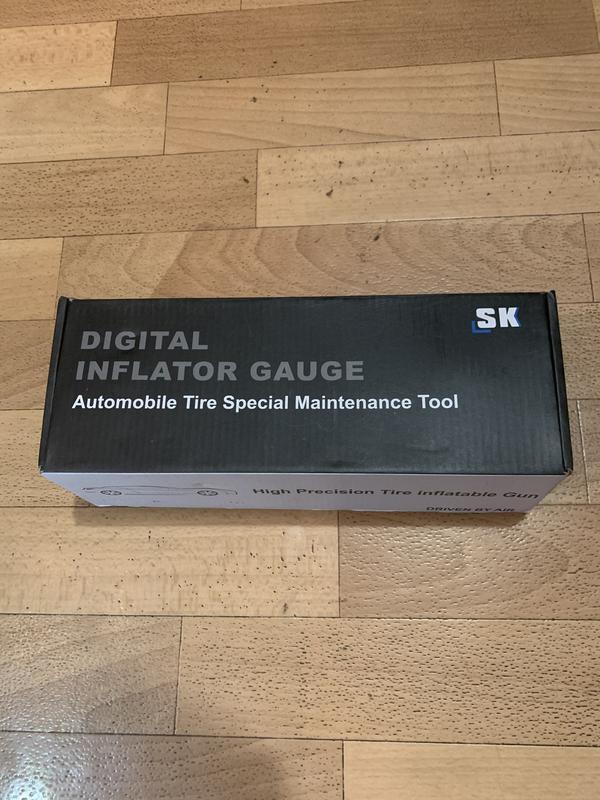 SK
DIGITAL
INFLATOR GAUGE
Automobile Tire Special Maintenance Tool
High Precision Tire Inflatable Gun
DRIVEN BY AIR